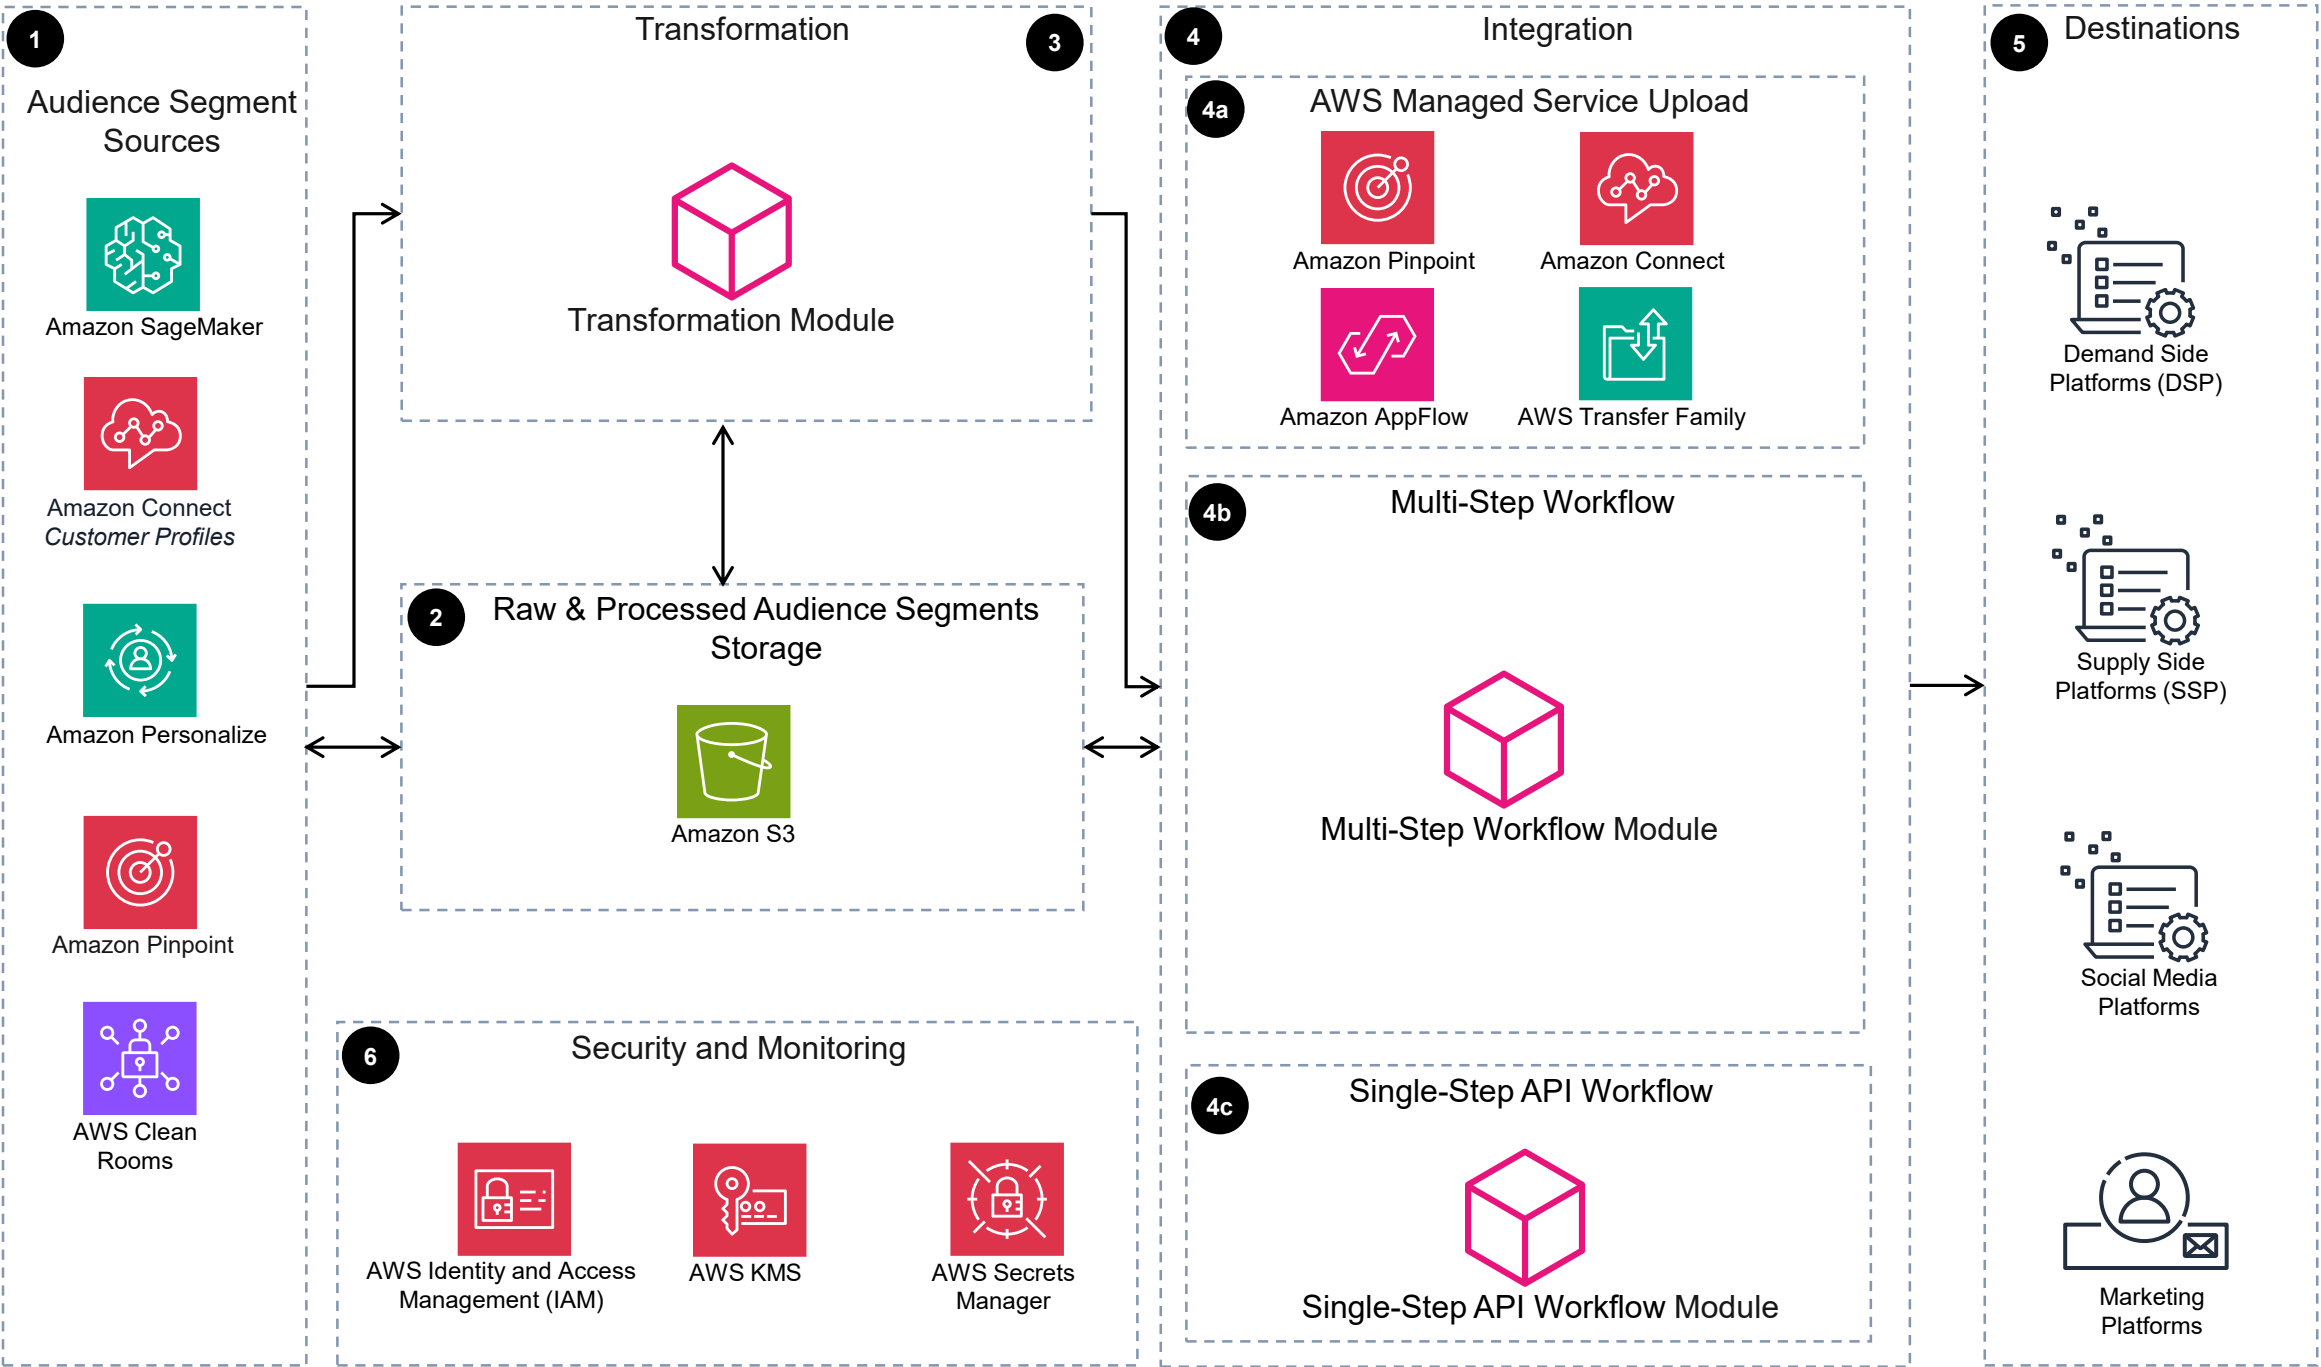 1
Audience Segment
Sources
Amazon SageMaker
Amazon Connect
Customer Profiles
Amazon Personalize
Amazon Pinpoint
AWS Clean
Rooms
Transformation
3
Transformation Module
2
Raw & Processed Audience Segments
Storage
Amazon S3
6
Security and Monitoring
AWS Identity and Access
Management (IAM)
AWS KMS
AWS Secrets
Manager
4
Integration
4a
AWS Managed Service Upload
Amazon Pinpoint
Amazon Connect
Amazon AppFlow
AWS Transfer Family
4b
Multi-Step Workflow
Multi-Step Workflow Module
4c
Single-Step API Workflow
Single-Step API Workflow Module
5
Destinations
Demand Side
Platforms (DSP)
Supply Side
Platforms (SSP)
Social Media
Platforms
Marketing
Platforms